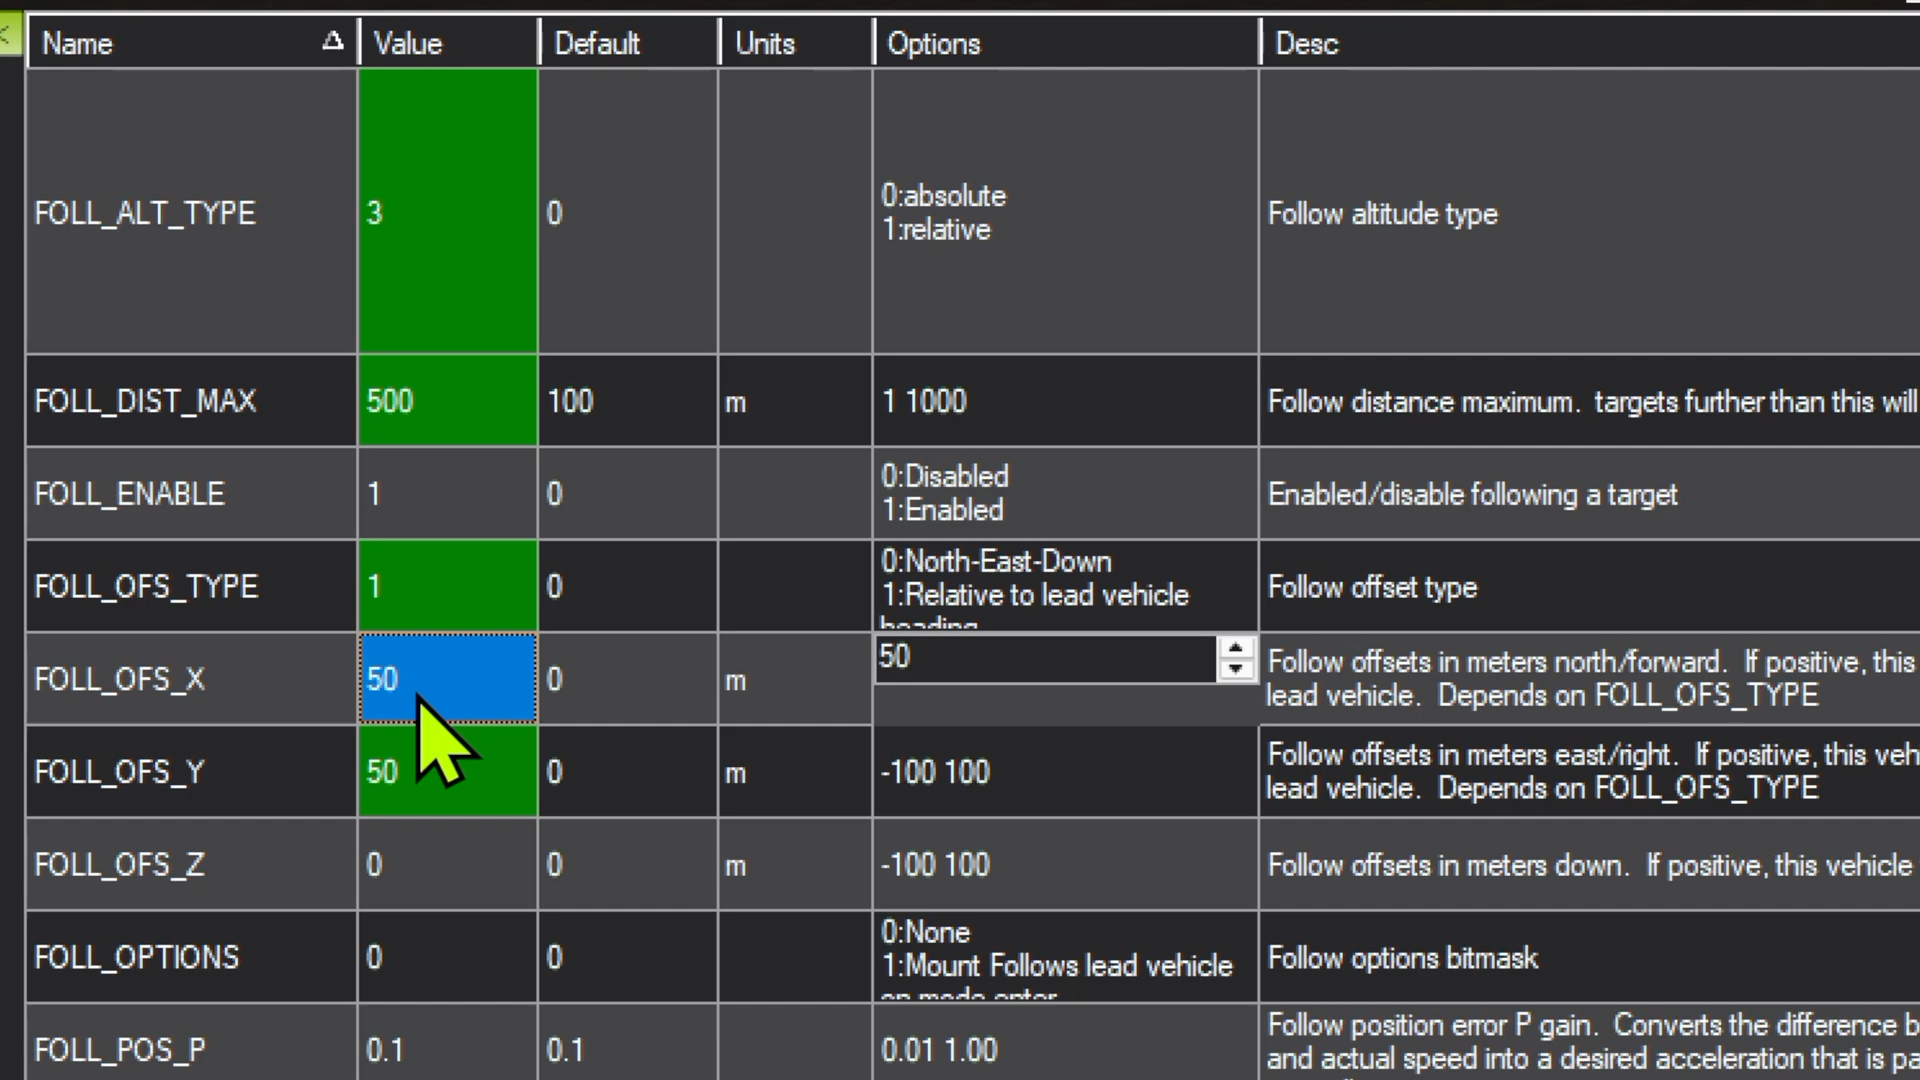 Name Value Default Units Options Desc
0:absolute
FOLL_ALT_TYPE 3 0 1:relative Follow altitude type
FOLL_DIST_MAX 500 100 m 1 1000 Follow distance maximum. targets further than this will
0:Disabled
FOLL_ENABLE 1 0 1:Enabled Enabled/disable following a target
0:North-East-Down
FOLL_OFS_TYPE 1 0 1:Relative to lead vehicle Follow offset type
heading
50 Follow offsets in meters north/forward. If positive, this
FOLL_OFS_X 50 0 m lead vehicle. Depends on FOLL_OFS_TYPE
Follow offsets in meters east/right. If positive, this veh
FOLL_OFS_Y 50 0 m -100 100 lead vehicle. Depends on FOLL_OFS_TYPE
FOLL_OFS_Z 0 0 m -100 100 Follow offsets in meters down. If positive, this vehicle
0:None
FOLL_OPTIONS 0 0 1:Mount Follows lead vehicle Follow options bitmask
on mode enter
Follow position error P gain. Converts the difference b
FOLL_POS_P 0.1 0.1 0.01 1.00 and actual speed into a desired acceleration that is pa